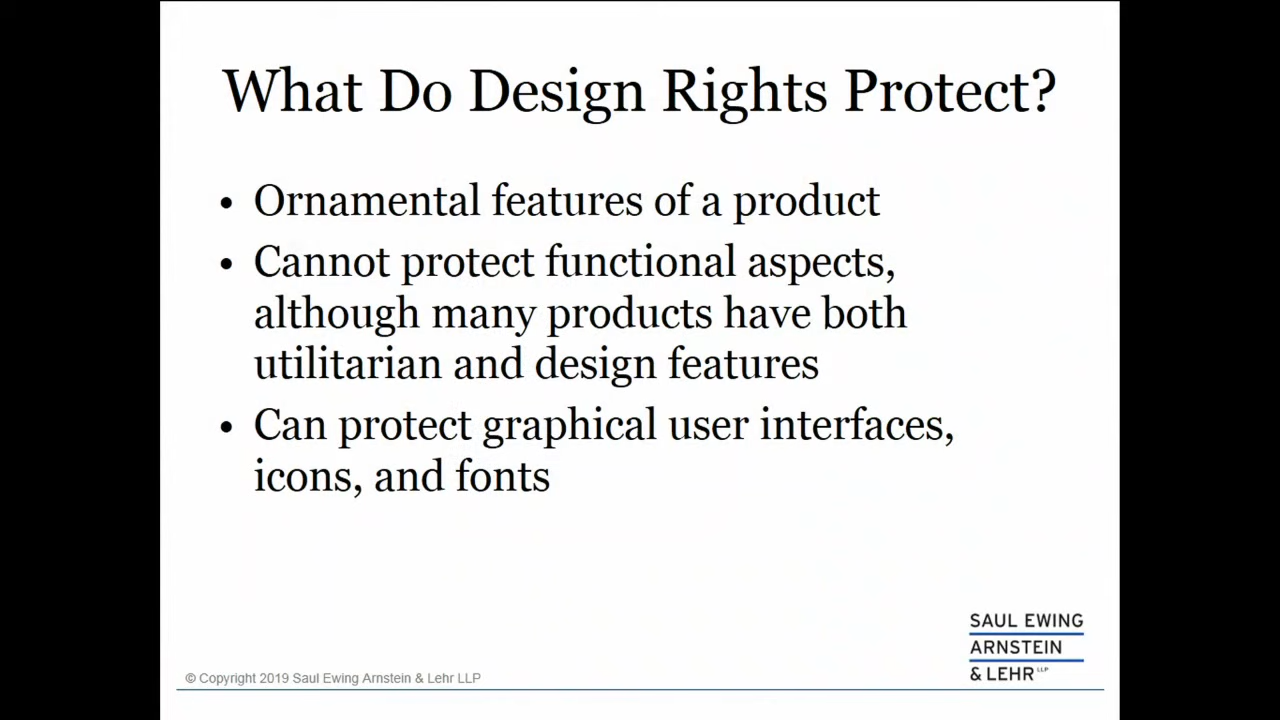 What Do Design Rights Protect?
• Ornamental features of a product
• Cannot protect functional aspects,
although many products have both
utilitarian and design features
• Can protect graphical user interfaces,
icons, and fonts
SAUL EWING
ARNSTEIN
& LEHR LLP
© Copyright 2019 Saul Ewing Arnstein & Lehr LLP